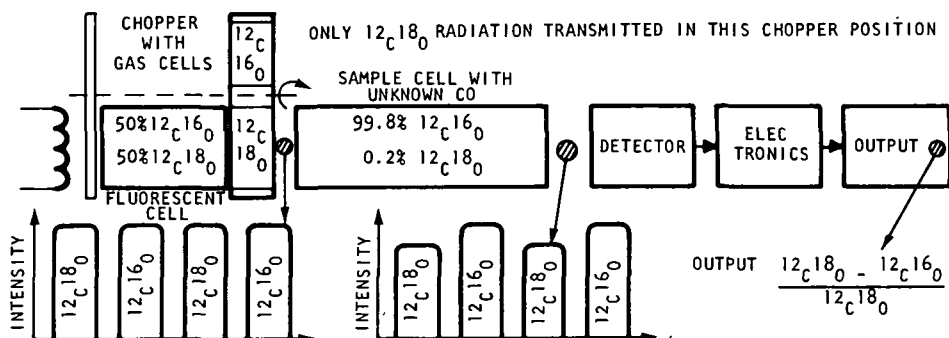 CHOPPER
WITH
GAS CELLS
12C
16O
ONLY 12C18O RADIATION TRANSMITTED IN THIS CHOPPER POSITION
SAMPLE CELL WITH
UNKNOWN CO
50%12C16O
50%12C18O
12C
18O
99.8% 12C16O
0.2% 12C18O
DETECTOR
ELEC
TRONICS
OUTPUT
FLUORESCENT
CELL
INTENSITY
12C18O
12C16O
12C18O
12C16O
INTENSITY
12C18O
12C16O
12C18O
12C16O
OUTPUT 12C18O - 12C16O
12C18O